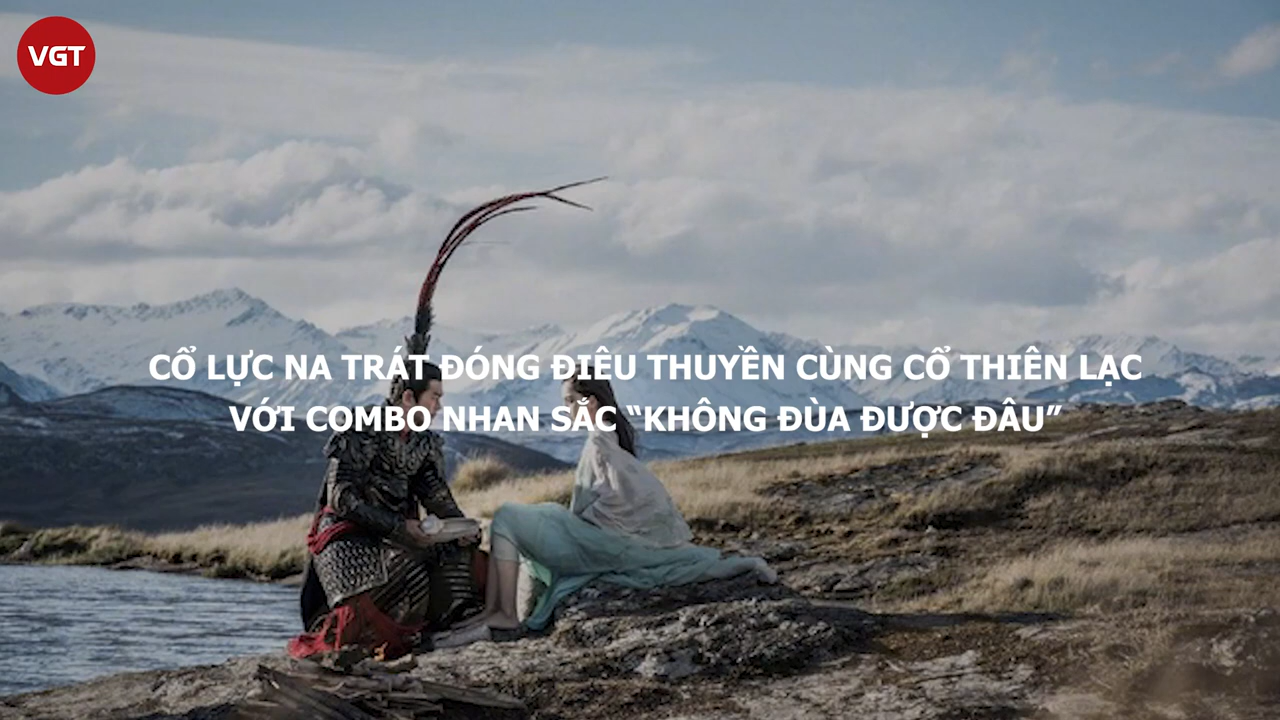 VGT
CỔ LỰC NA TRÁT ĐÓNG ĐIÊU THUYỀN CÙNG CỔ THIÊN LẠC
VỚI COMBO NHAN SẮC “KHÔNG ĐÙA ĐƯỢC ĐÂU”